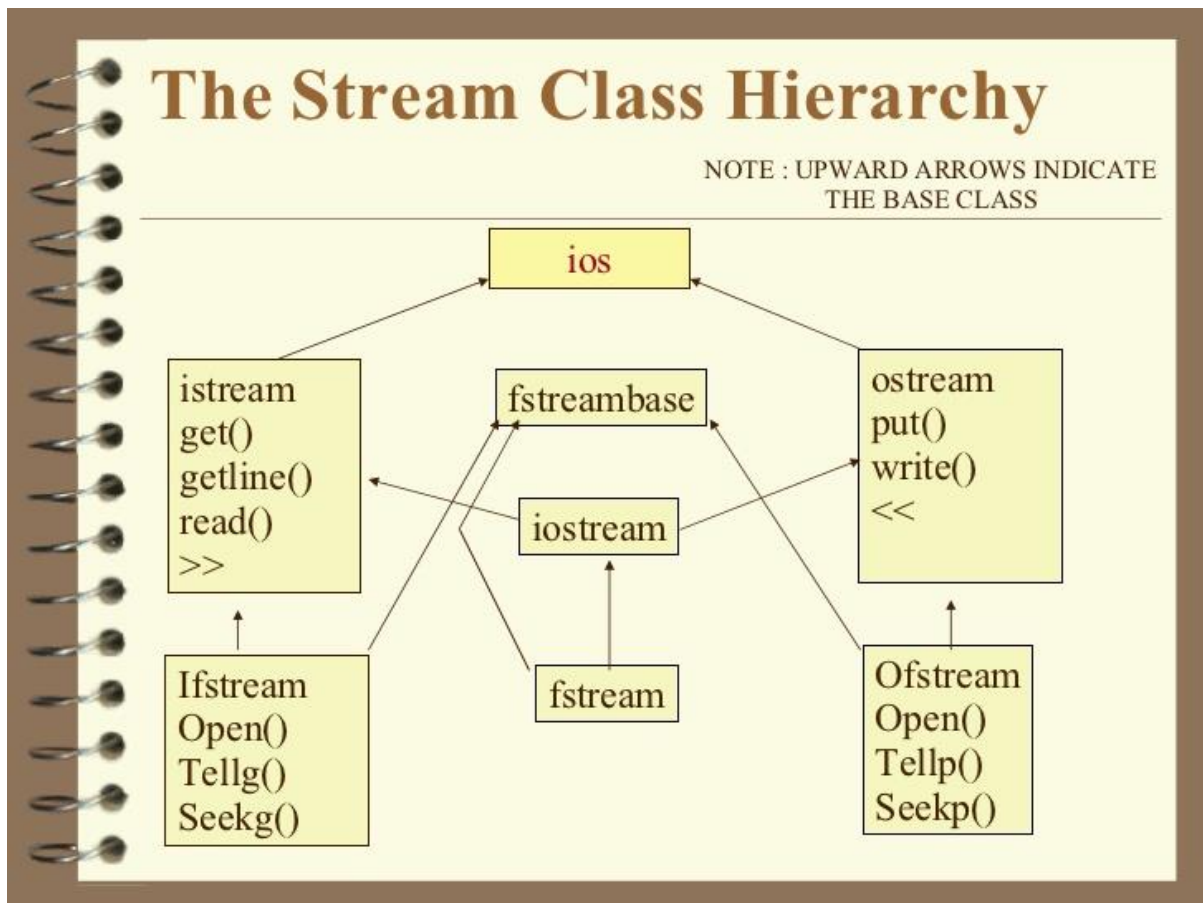 The Stream Class Hierarchy
NOTE : UPWARD ARROWS INDICATE
THE BASE CLASS
ios
istream
get()
getline()
read()
>>
fstreambase
iostream
ostream
put()
write()
<<
Ifstream
Open()
Tellg()
Seekg()
fstream
Ofstream
Open()
Tellp()
Seekp()